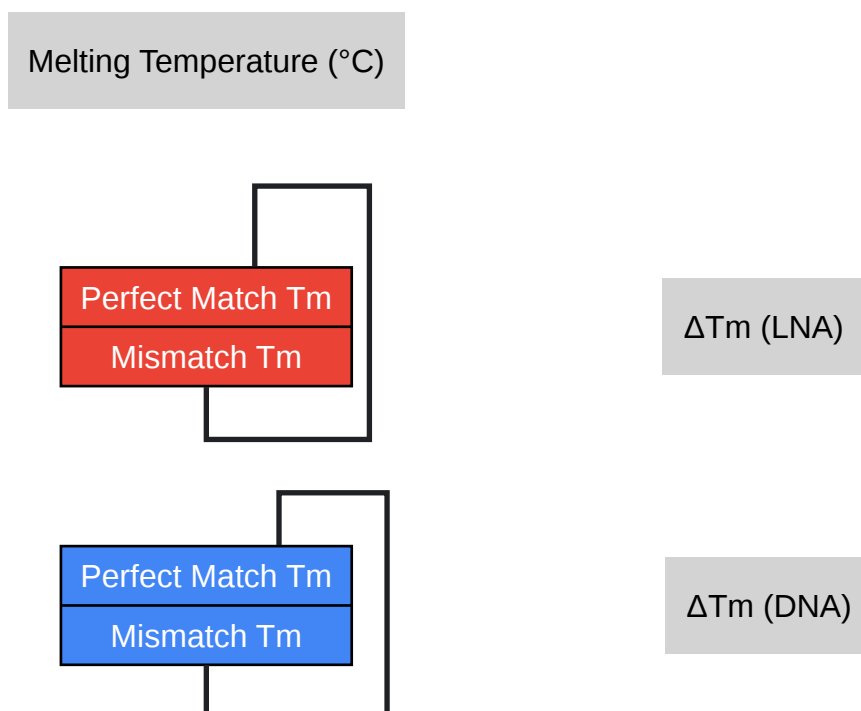 Melting Temperature (°C)
Perfect Match Tm
Mismatch Tm
ΔTm (LNA)
Perfect Match Tm
Mismatch Tm
ΔTm (DNA)